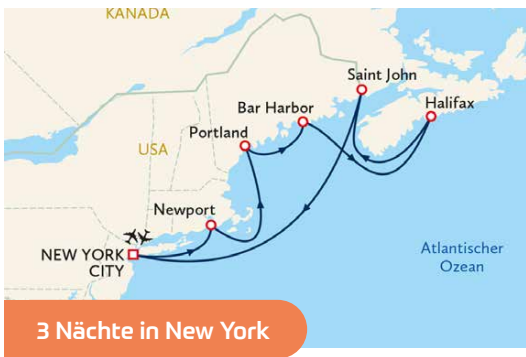 KANADA
Saint John
Bar Harbor
Halifax
Portland
USA
Newport
NEW YORK
CITY
Atlantischer
Ozean
3 Nächte in New York